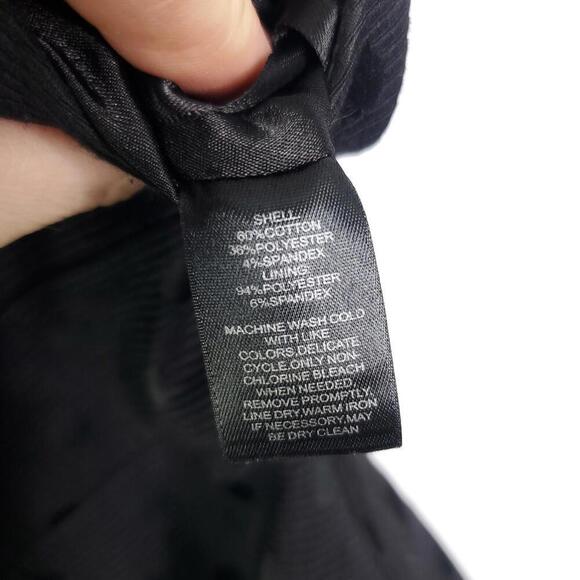 SHELL
60%COTTON
36%POLYESTER
4%SPANDEX
LINING
94%POLYESTER
6%SPANDEX
MACHINE WASH COLD
WITH LIKE
COLORS,DELICATE
CYCLE.ONLY NON-
CHLORINE BLEACH
WHEN NEEDED.
REMOVE PROMPTLY
LINE DRY,WARM IRON
IF NECESSARY,MAY
BE DRY CLEAN